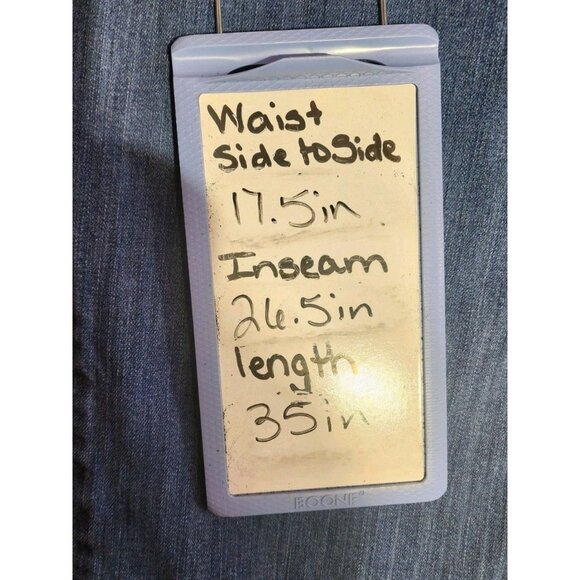 Waist
Side to Side
17.5in
Inseam
26.5in
length
35in
BOONE